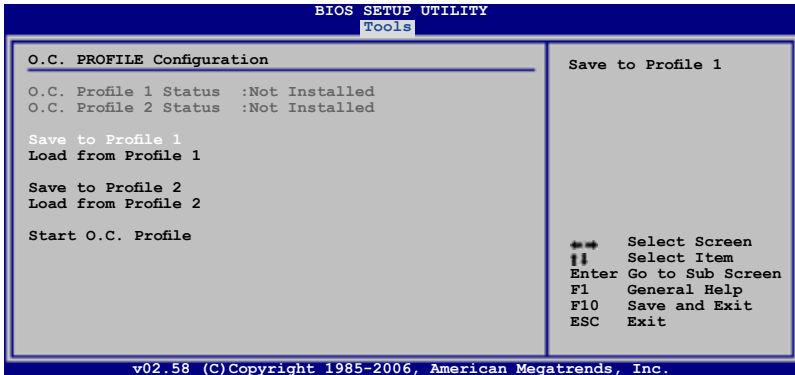 BIOS SETUP UTILITY
Tools
O.C. PROFILE Configuration
O.C. Profile 1 Status :Not Installed
O.C. Profile 2 Status :Not Installed
Save to Profile 1
Load from Profile 1
Save to Profile 2
Load from Profile 2
Start O.C. Profile
Save to Profile 1
Select Screen
Select Item
Enter Go to Sub Screen
F1 General Help
F10 Save and Exit
ESC Exit
v02.58 (C)Copyright 1985-2006, American Megatrends, Inc.